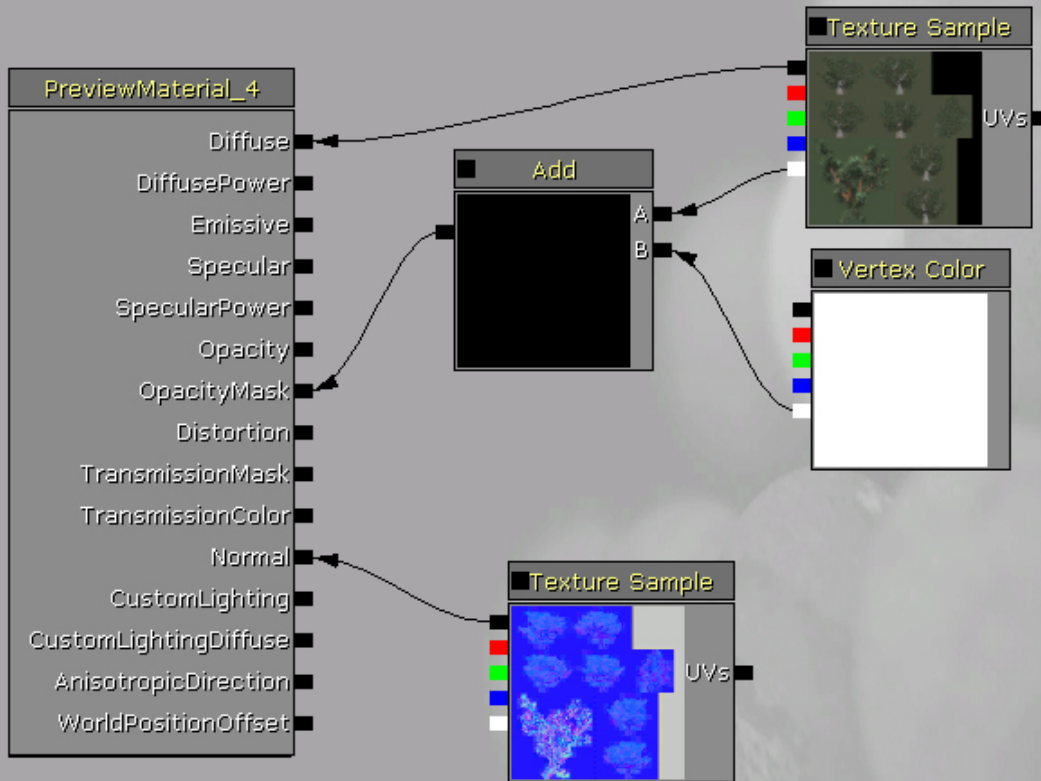 PreviewMaterial_4
Diffuse
DiffusePower
Emissive
Specular
SpecularPower
Opacity
OpacityMask
Distortion
TransmissionMask
TransmissionColor
Normal
CustomLighting
CustomLightingDiffuse
AnisotropicDirection
WorldPositionOffset
Add
A
B
Texture Sample
UVs
Vertex Color
Texture Sample
UVs